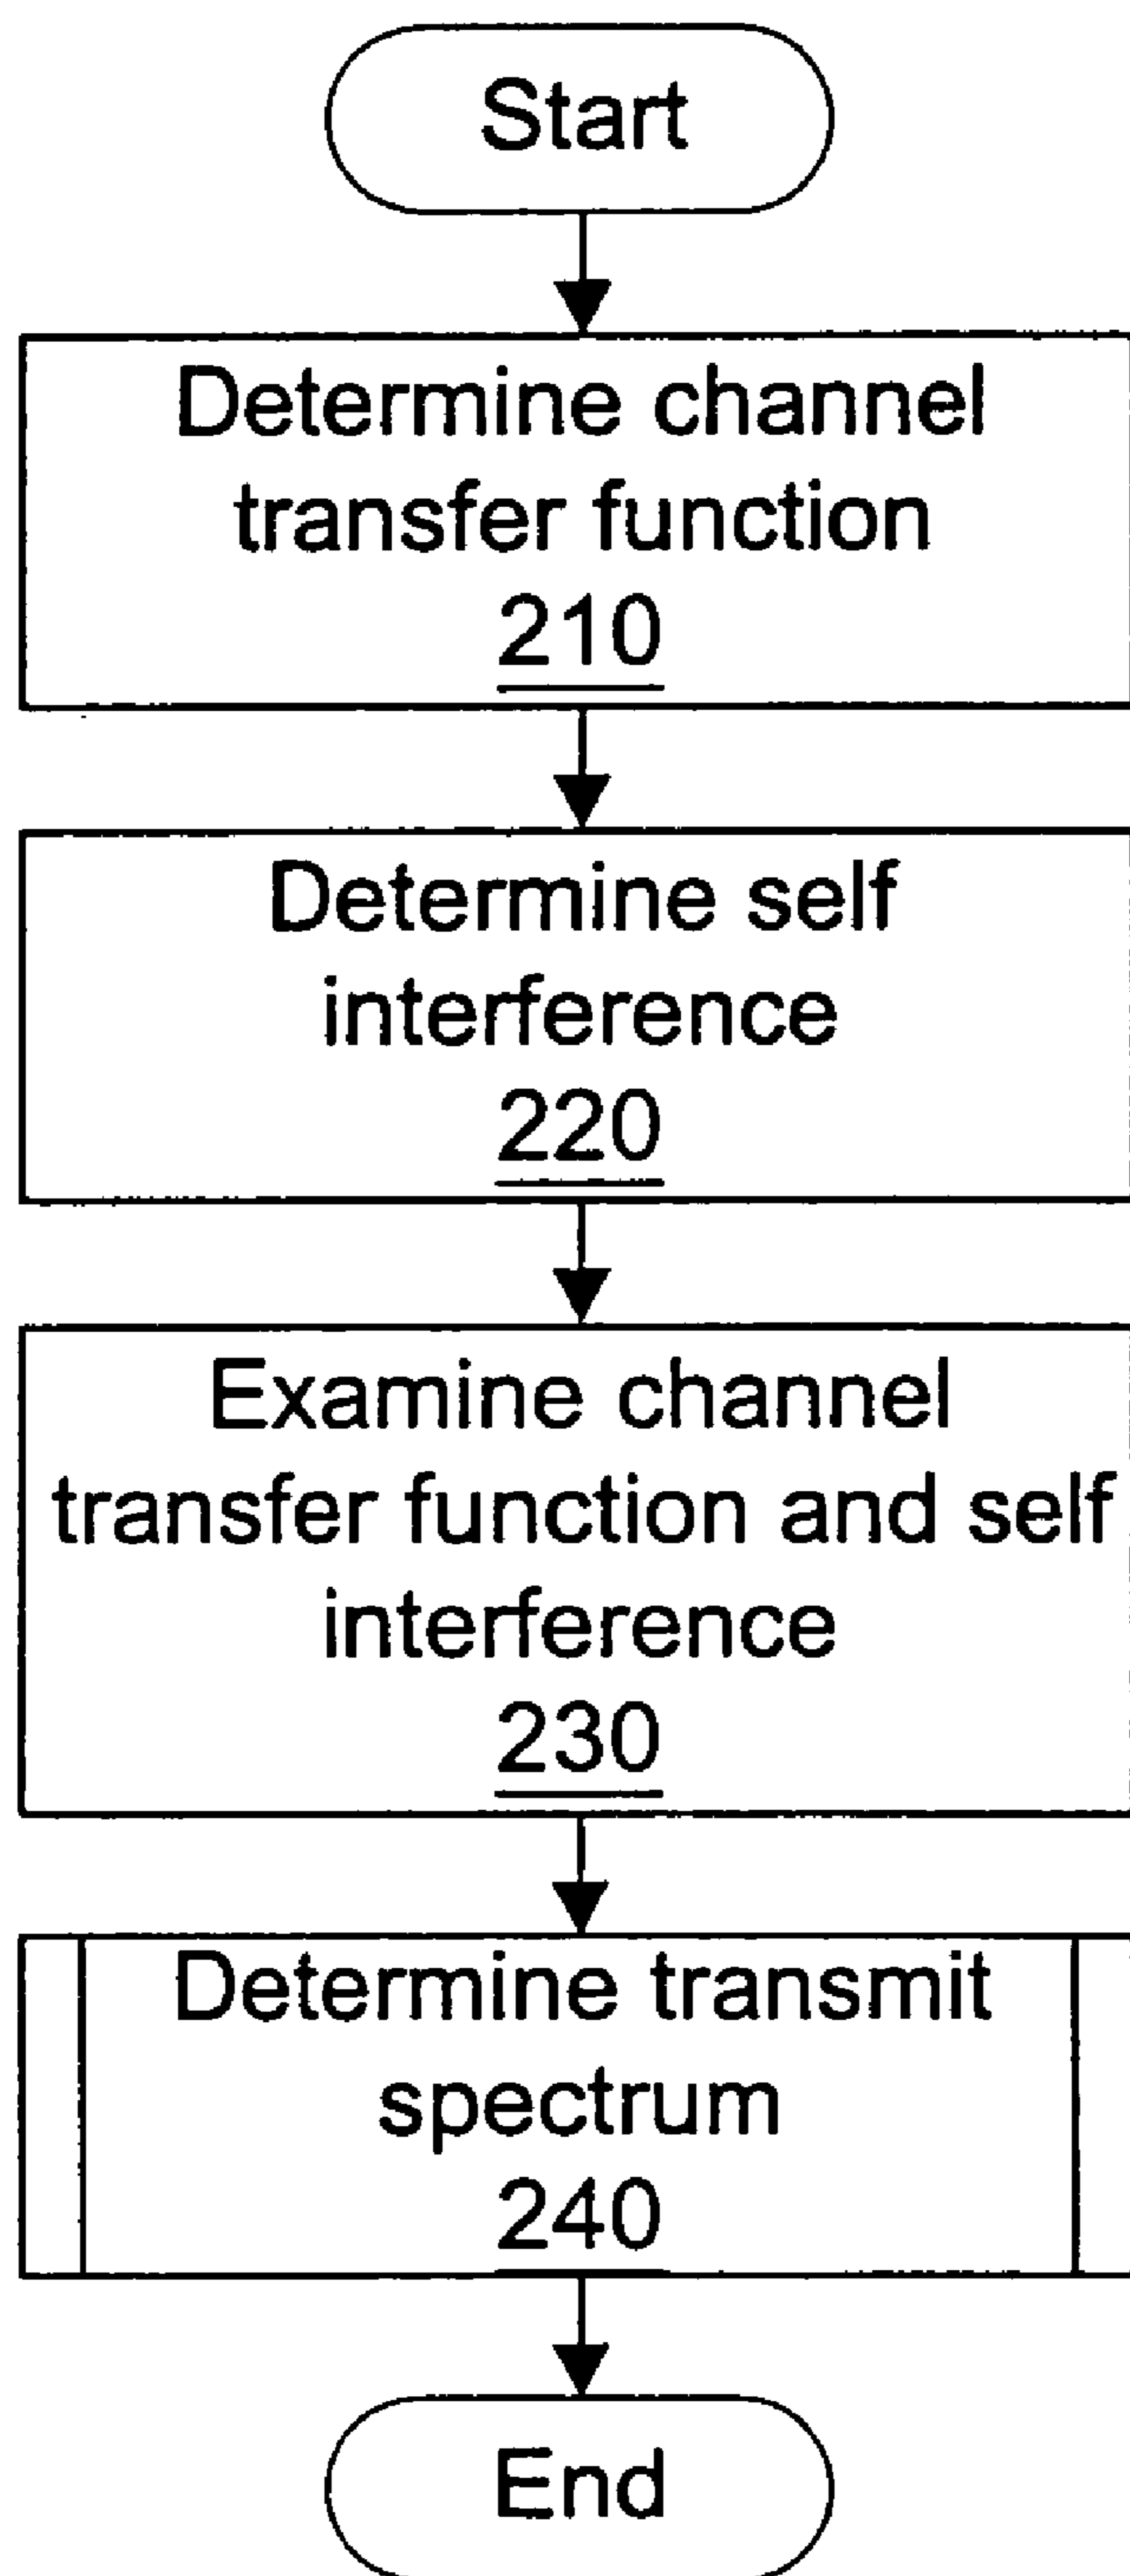 Start
Determine channel
transfer function
210
Determine self
interference
220
Examine channel
transfer function and self
interference
230
Determine transmit
spectrum
240
End